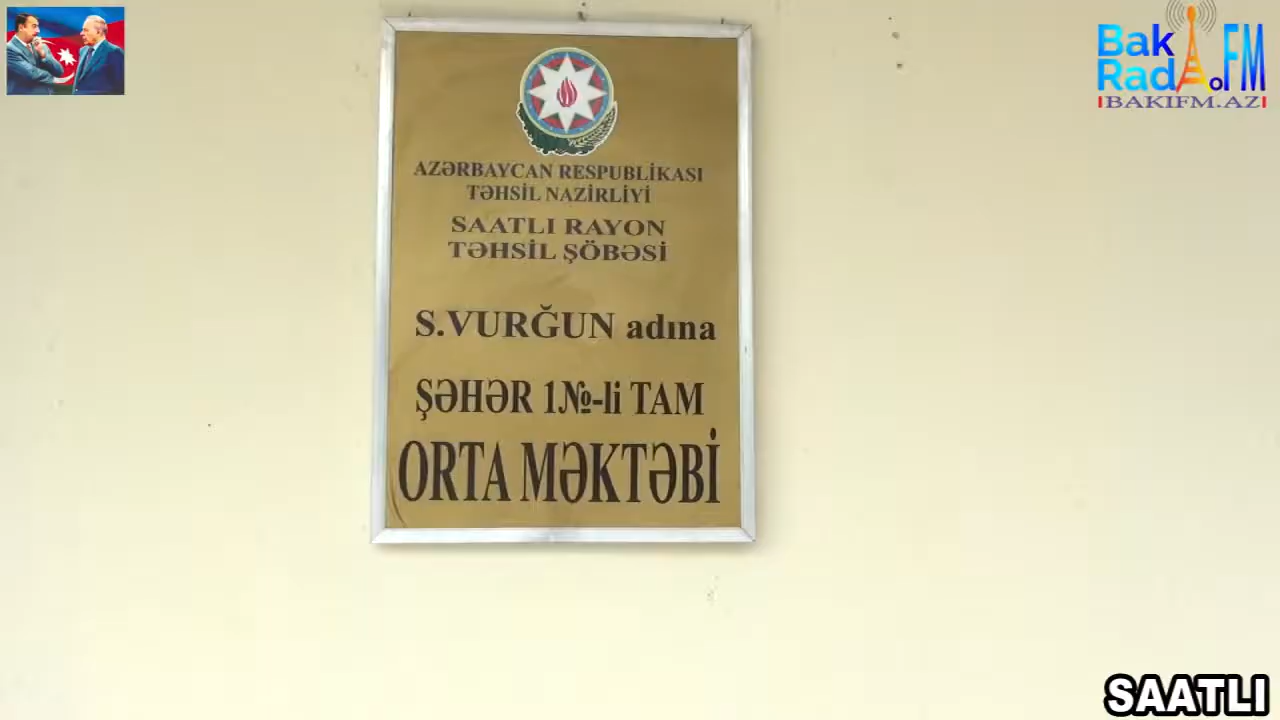 Bak FM
Radio
BAKIFM.AZ
AZƏRBAYCAN RESPUBLİKASI
TƏHSİL NAZİRLİYİ
SAATLI RAYON
TƏHSİL ŞÖBƏSİ
S.VURĞUN adına
ŞƏHƏR 1№-li TAM
ORTA MƏKTƏBİ
SAATLI